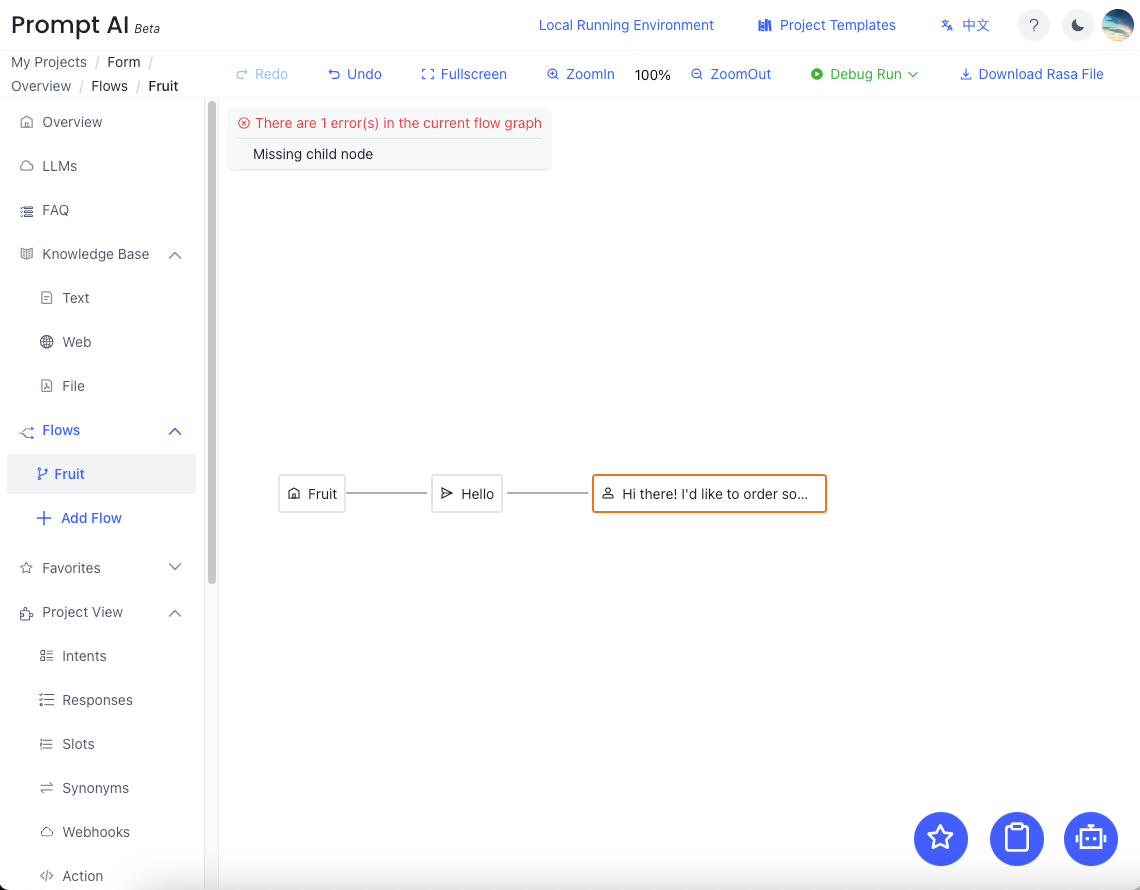 Prompt AI Beta
Local Running Environment
Project Templates
中文
?
My Projects / Form /
Overview / Flows / Fruit
Redo
Undo
Fullscreen
ZoomIn
100%
ZoomOut
Debug Run
Download Rasa File
Overview
LLMs
FAQ
Knowledge Base
Text
Web
File
Flows
Fruit
Add Flow
Favorites
Project View
Intents
Responses
Slots
Synonyms
Webhooks
Action
There are 1 error(s) in the current flow graph
Missing child node
Fruit
Hello
Hi there! I'd like to order so...